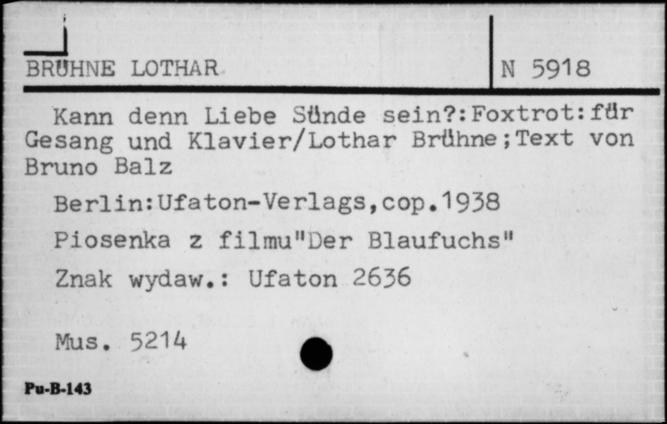 BRÜHNE LOTHAR
N 5918
Kann denn Liebe Sünde sein?:Foxtrot:für
Gesang und Klavier/Lothar Brühne;Text von
Bruno Balz
Berlin:Ufaton-Verlags,cop.1938
Piosenka z filmu"Der Blaufuchs"
Znak wydaw.: Ufaton 2636
Mus. 5214
Pu-B-143